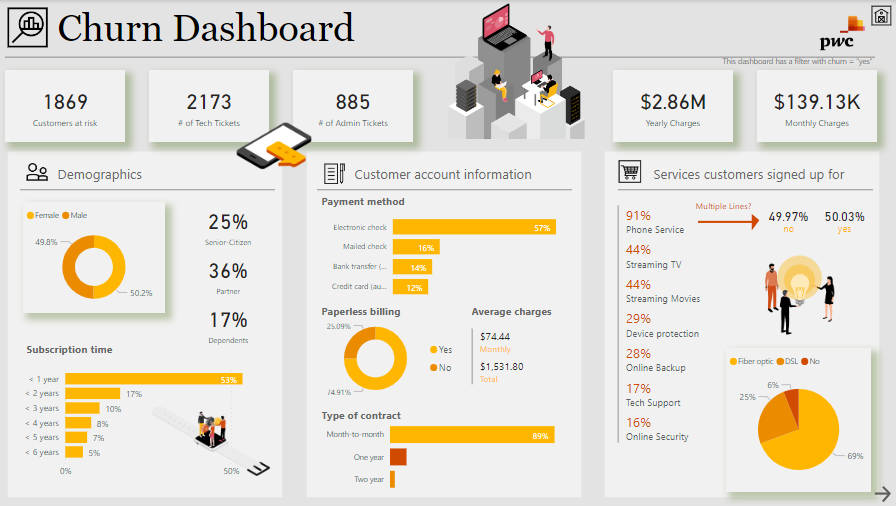 Churn Dashboard
pwc
This dashboard has a filter with churn = "yes"
1869
Customers at risk
2173
# of Tech Tickets
885
# of Admin Tickets
$2.86M
Yearly Charges
$139.13K
Monthly Charges
Demographics
Female Male
49.8%
50.2%
25%
Senior-Citizen
36%
Partner
17%
Dependents
Subscription time
< 1 year 53%
< 2 years 17%
< 3 years 10%
< 4 years 8%
< 5 years 7%
< 6 years 5%
0% 50%
Customer account information
Payment method
Electronic check 57%
Mailed check 16%
Bank transfer (... 14%
Credit card (au... 12%
Paperless billing
25.09%
74.91%
Yes
No
Average charges
$74.44
Monthly
$1,531.80
Total
Type of contract
Month-to-month 89%
One year
Two year
Services customers signed up for
91%
Phone Service
Multiple Lines?
49.97% 50.03%
no yes
44%
Streaming TV
44%
Streaming Movies
29%
Device protection
28%
Online Backup
17%
Tech Support
16%
Online Security
Fiber optic DSL No
6%
25%
69%